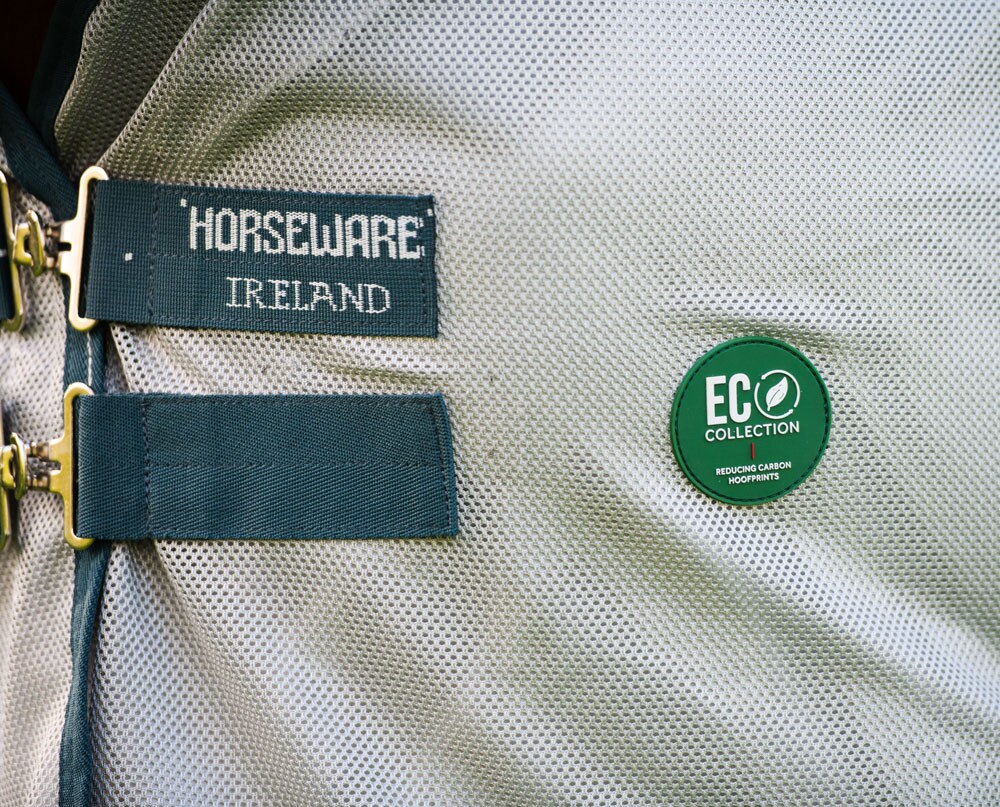 'HORSEWARE'
IRELAND
ECO
COLLECTION
REDUCING CARBON
HOOFPRINTS